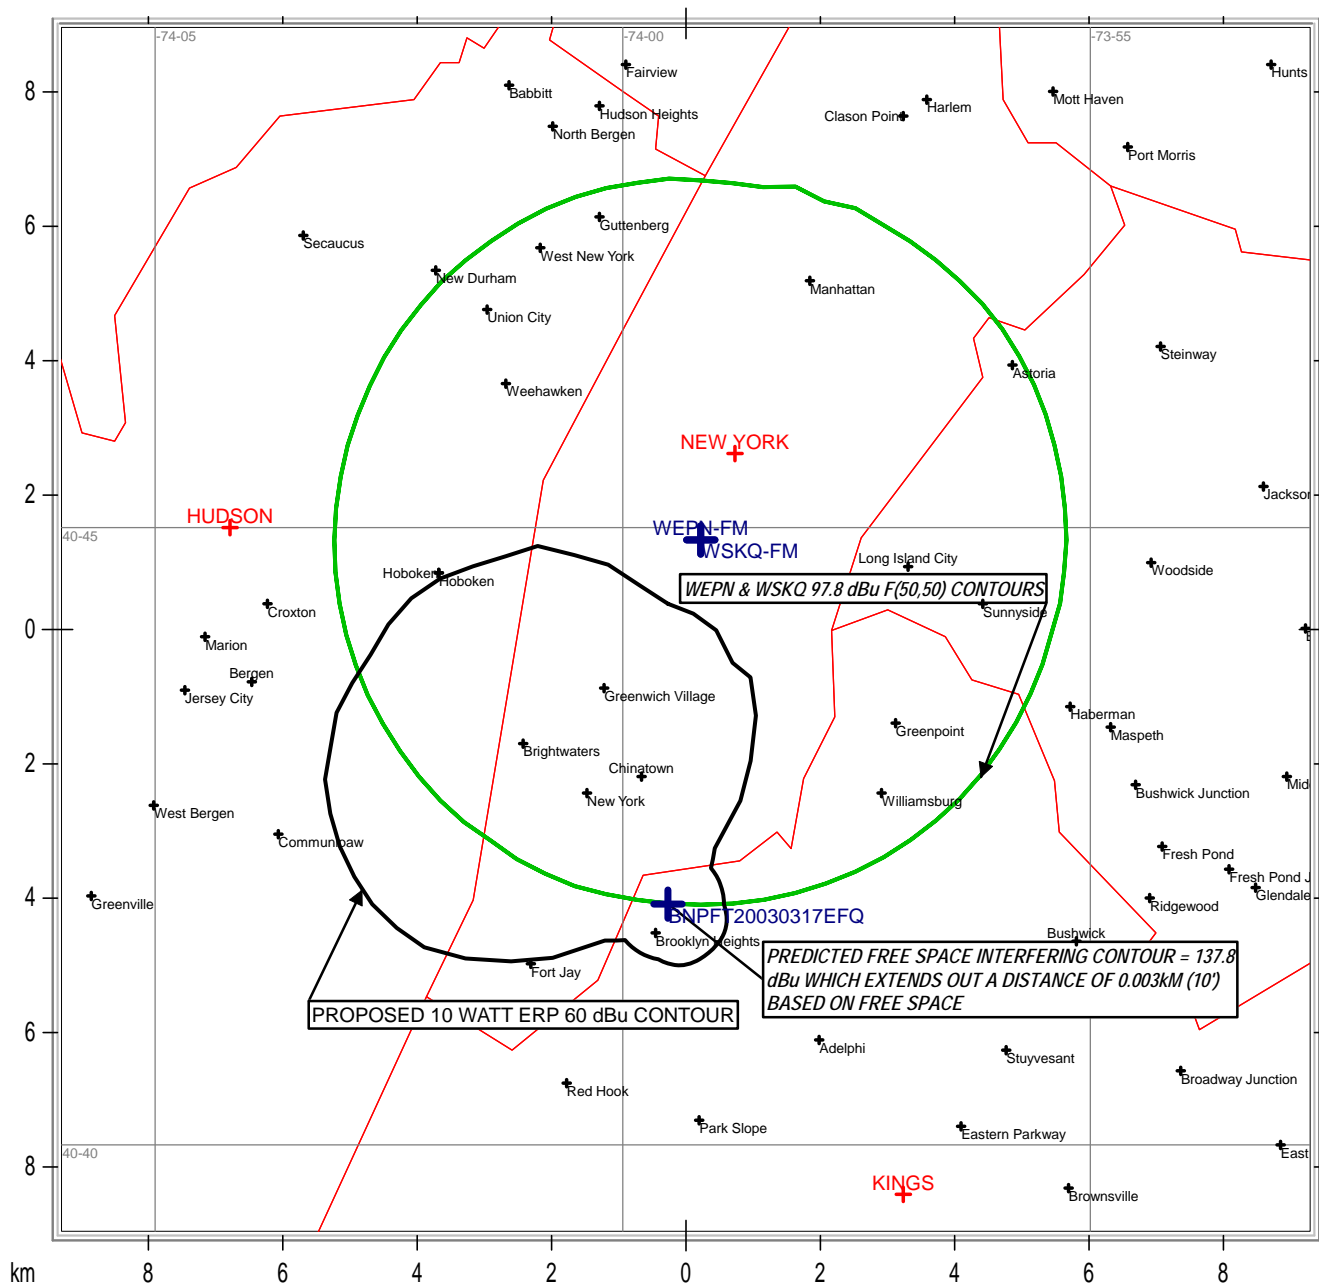 -74-05
-74-00
-73-55
Fairview
Hunts
8
Babbitt
Mott Haven
Hudson Heights
Harlem
Clason Point
North Bergen
Port Morris
6
Guttenberg
Secaucus
West New York
New Durham
Manhattan
Union City
4
Steinway
Astoria
Weehawken
NEW YORK
2
Jackson
HUDSON
WEPN-FM
40-45
WSKQ-FM
Long Island City
Woodside
Hoboken
Hoboken
WEPN & WSKQ 97.8 dBu F(50,50) CONTOURS
Croxton
Sunnyside
0
Marion
Bergen
Jersey City
Greenwich Village
Haberman
Greenpoint
Maspeth
Brightwaters
2
Chinatown
New York
Williamsburg
Bushwick Junction
West Bergen
Communipaw
Fresh Pond
Fresh Pond J
Glendale
4
Greenville
Ridgewood
BNPFT20030317EFQ
Brooklyn Heights
Bushwick
PREDICTED FREE SPACE INTERFERING CONTOUR = 137.8
dBu WHICH EXTENDS OUT A DISTANCE OF 0.003KM (10')
BASED ON FREE SPACE
Fort Jay
PROPOSED 10 WATT ERP 60 dBu CONTOUR
6
Adelphi
Stuyvesant
Broadway Junction
Red Hook
Park Slope
Eastern Parkway
40-40
East
8
KINGS
Brownsville
km 8 6 4 2 0 2 4 6 8